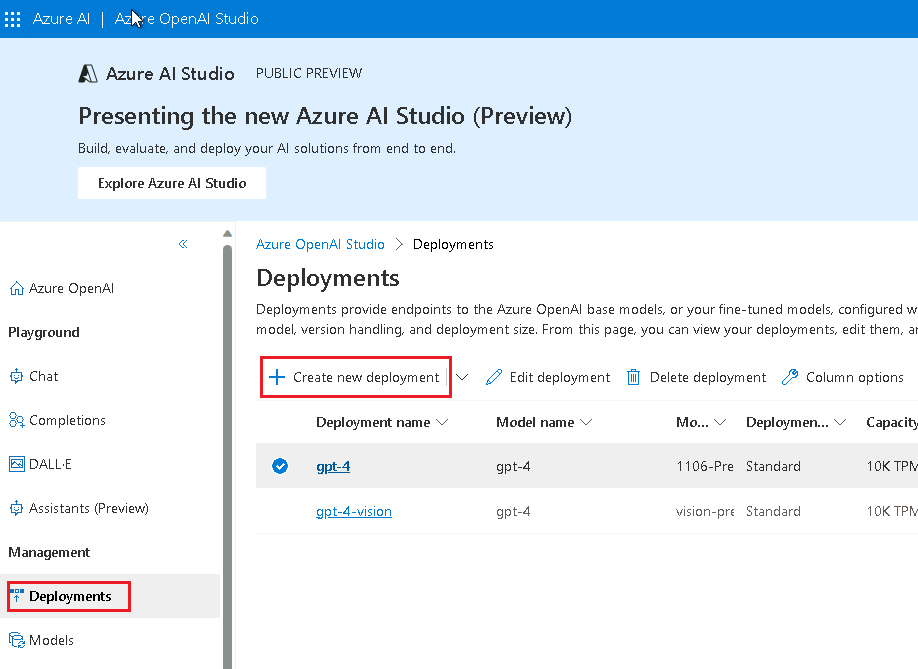 Azure AI | Azure OpenAI Studio
Azure AI Studio PUBLIC PREVIEW
Presenting the new Azure AI Studio (Preview)
Build, evaluate, and deploy your AI solutions from end to end.
Explore Azure AI Studio
Azure OpenAI
Playground
Chat
Completions
DALL·E
Assistants (Preview)
Management
Deployments
Models
Azure OpenAI Studio > Deployments
Deployments
Deployments provide endpoints to the Azure OpenAI base models, or your fine-tuned models, configured w
model, version handling, and deployment size. From this page, you can view your deployments, edit them, a
Create new deployment Edit deployment Delete deployment Column options
Deployment name Model name Mo... Deploymen... Capacity
gpt-4 gpt-4 1106-Pre Standard 10K TPM
gpt-4-vision gpt-4 vision-pre Standard 10K TPM